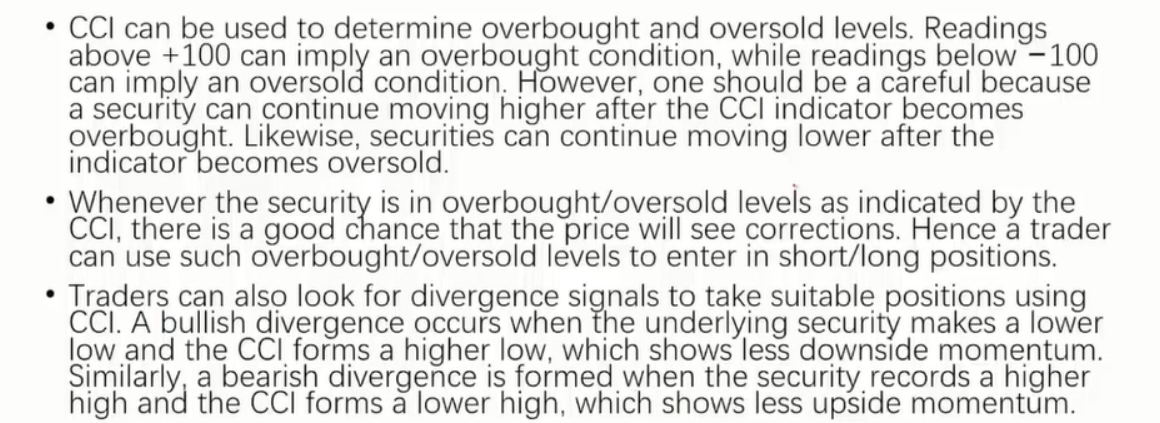 • CCI can be used to determine overbought and oversold levels. Readings
above +100 can imply an overbought condition, while readings below −100
can imply an oversold condition. However, one should be a careful because
a security can continue moving higher after the CCI indicator becomes
overbought. Likewise, securities can continue moving lower after the
indicator becomes oversold.
• Whenever the security is in overbought/oversold levels as indicated by the
CCI, there is a good chance that the price will see corrections. Hence a trader
can use such overbought/oversold levels to enter in short/long positions.
• Traders can also look for divergence signals to take suitable positions using
CCI. A bullish divergence occurs when the underlying security makes a lower
low and the CCI forms a higher low, which shows less downside momentum.
Similarly, a bearish divergence is formed when the security records a higher
high and the CCI forms a lower high, which shows less upside momentum.